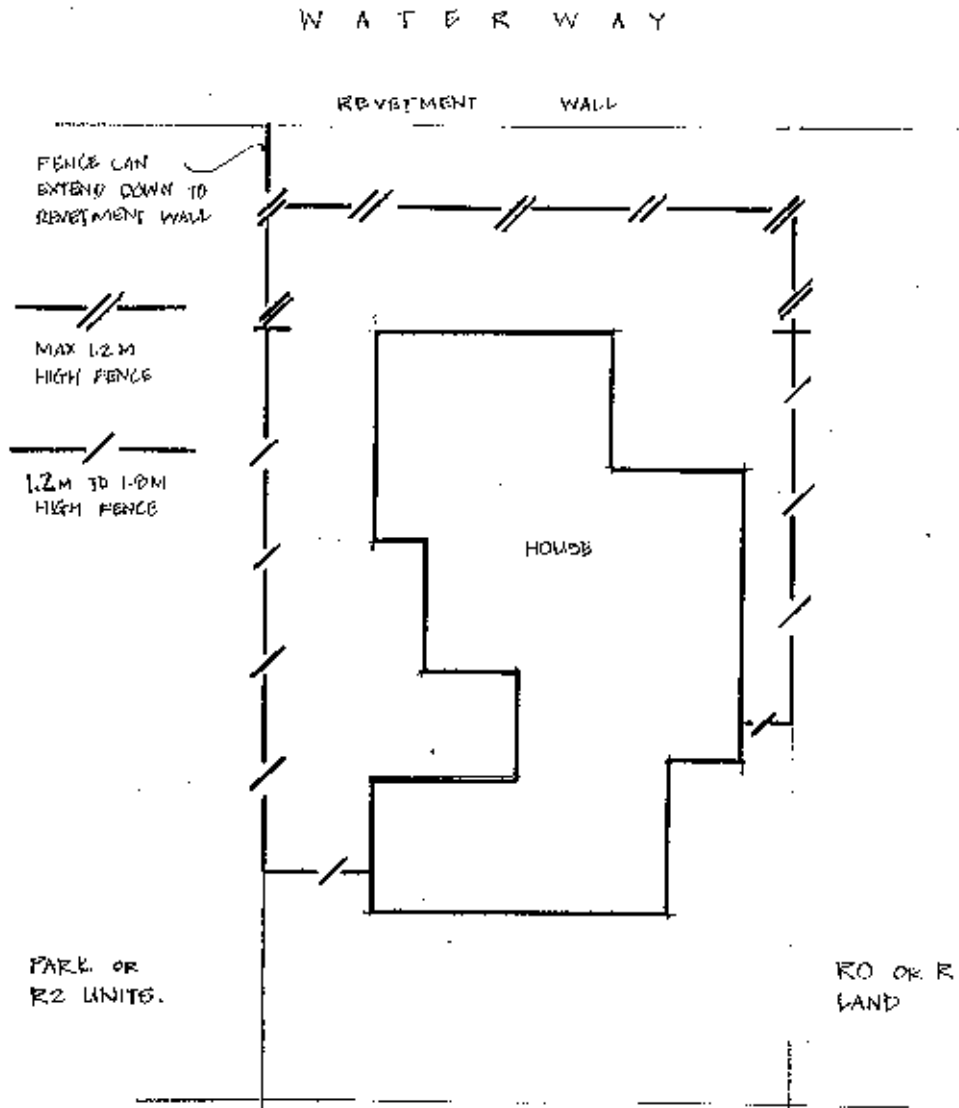 WATERWAY
REVETMENT WALL
FENCE CAN
EXTEND DOWN TO
REVETMENT WALL
MAX 1.2M
HIGH FENCE
1.2M TO 1.8M
HIGH FENCE
HOUSE
PARK OR
R2 UNITS.
RO OR R
LAND